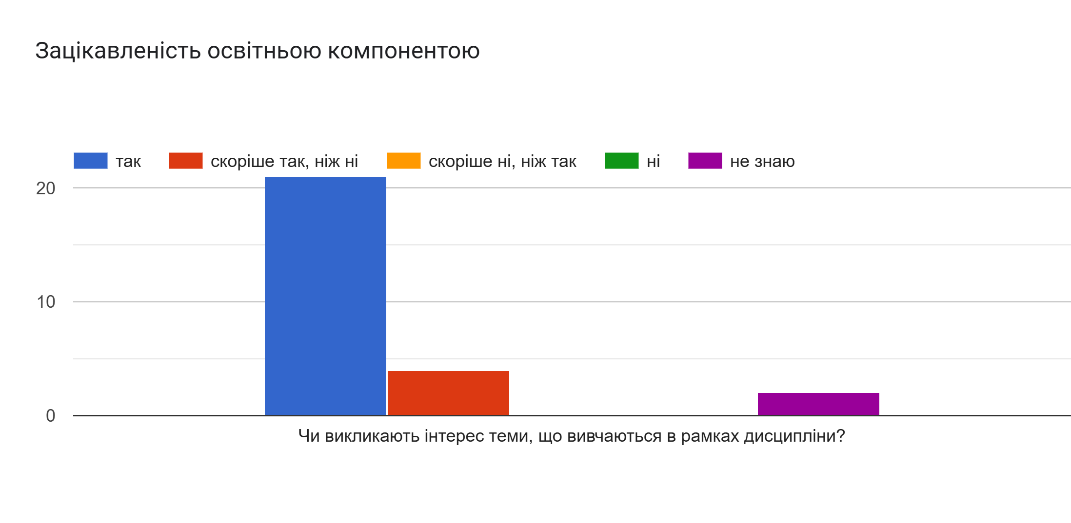 Зацікавленість освітньою компонентою
так скоріше так, ніж ні скоріше ні, ніж так ні не знаю
20
10
0
Чи викликають інтерес теми, що вивчаються в рамках дисципліни?